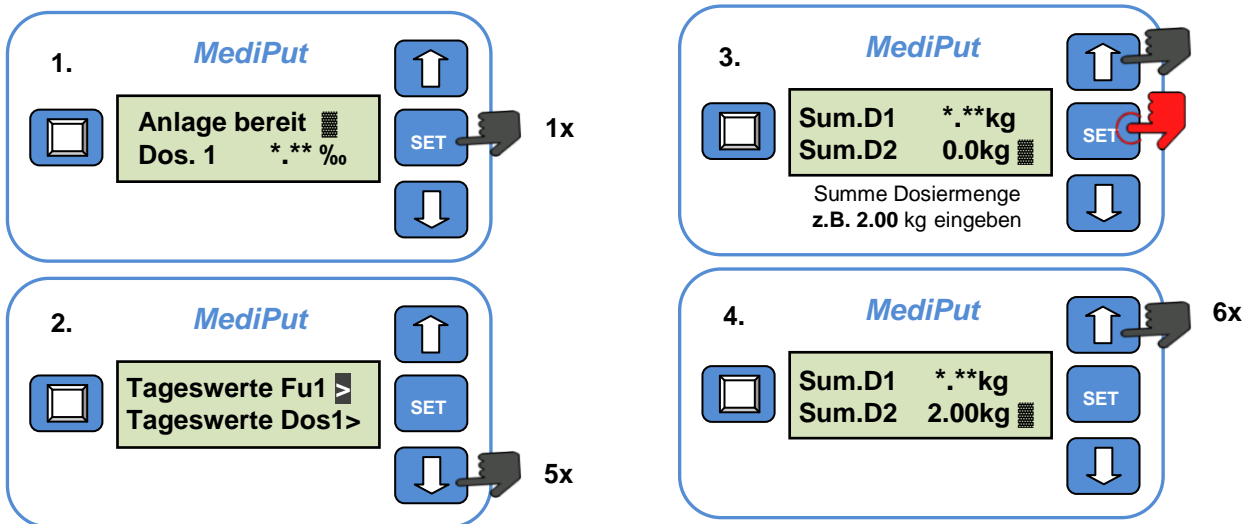 1.
MediPut
Anlage bereit ▒
Dos. 1 *.** ‰
SET
1x
2.
MediPut
Tageswerte Fu1 >
Tageswerte Dos1>
SET
5x
3.
MediPut
Sum.D1 *.**kg
Sum.D2 0.0kg ▒
SET
Summe Dosiermenge
z.B. 2.00 kg eingeben
4.
MediPut
6x
Sum.D1 *.**kg
Sum.D2 2.00kg ▒
SET